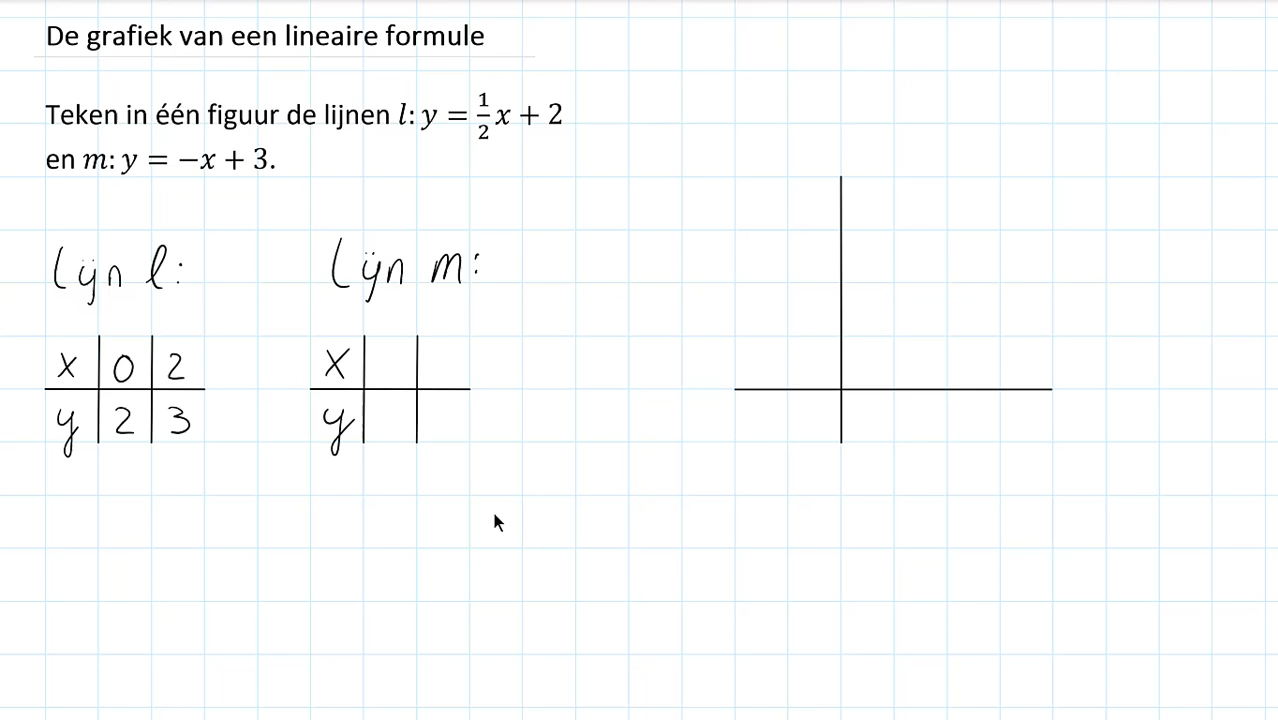 De grafiek van een lineaire formule
Teken in één figuur de lijnen l: y = 1/2 x + 2
en m: y = −x + 3.
Lijn l:
Lijn m:
x 0 2
y 2 3
x
y